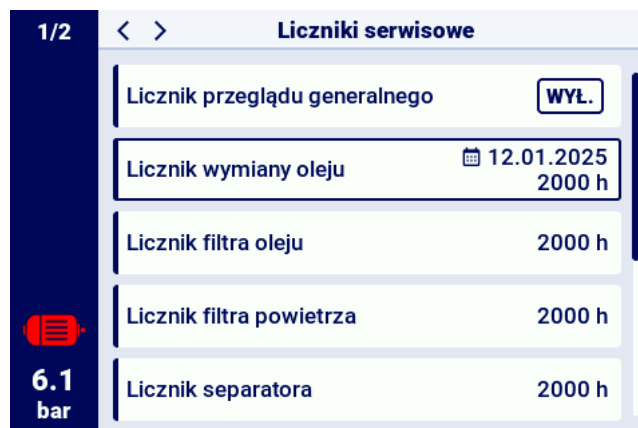 1/2
Liczniki serwisowe
Licznik przeglądu generalnego
WYŁ.
Licznik wymiany oleju
12.01.2025
2000 h
Licznik filtra oleju
2000 h
Licznik filtra powietrza
2000 h
Licznik separatora
2000 h
6.1
bar